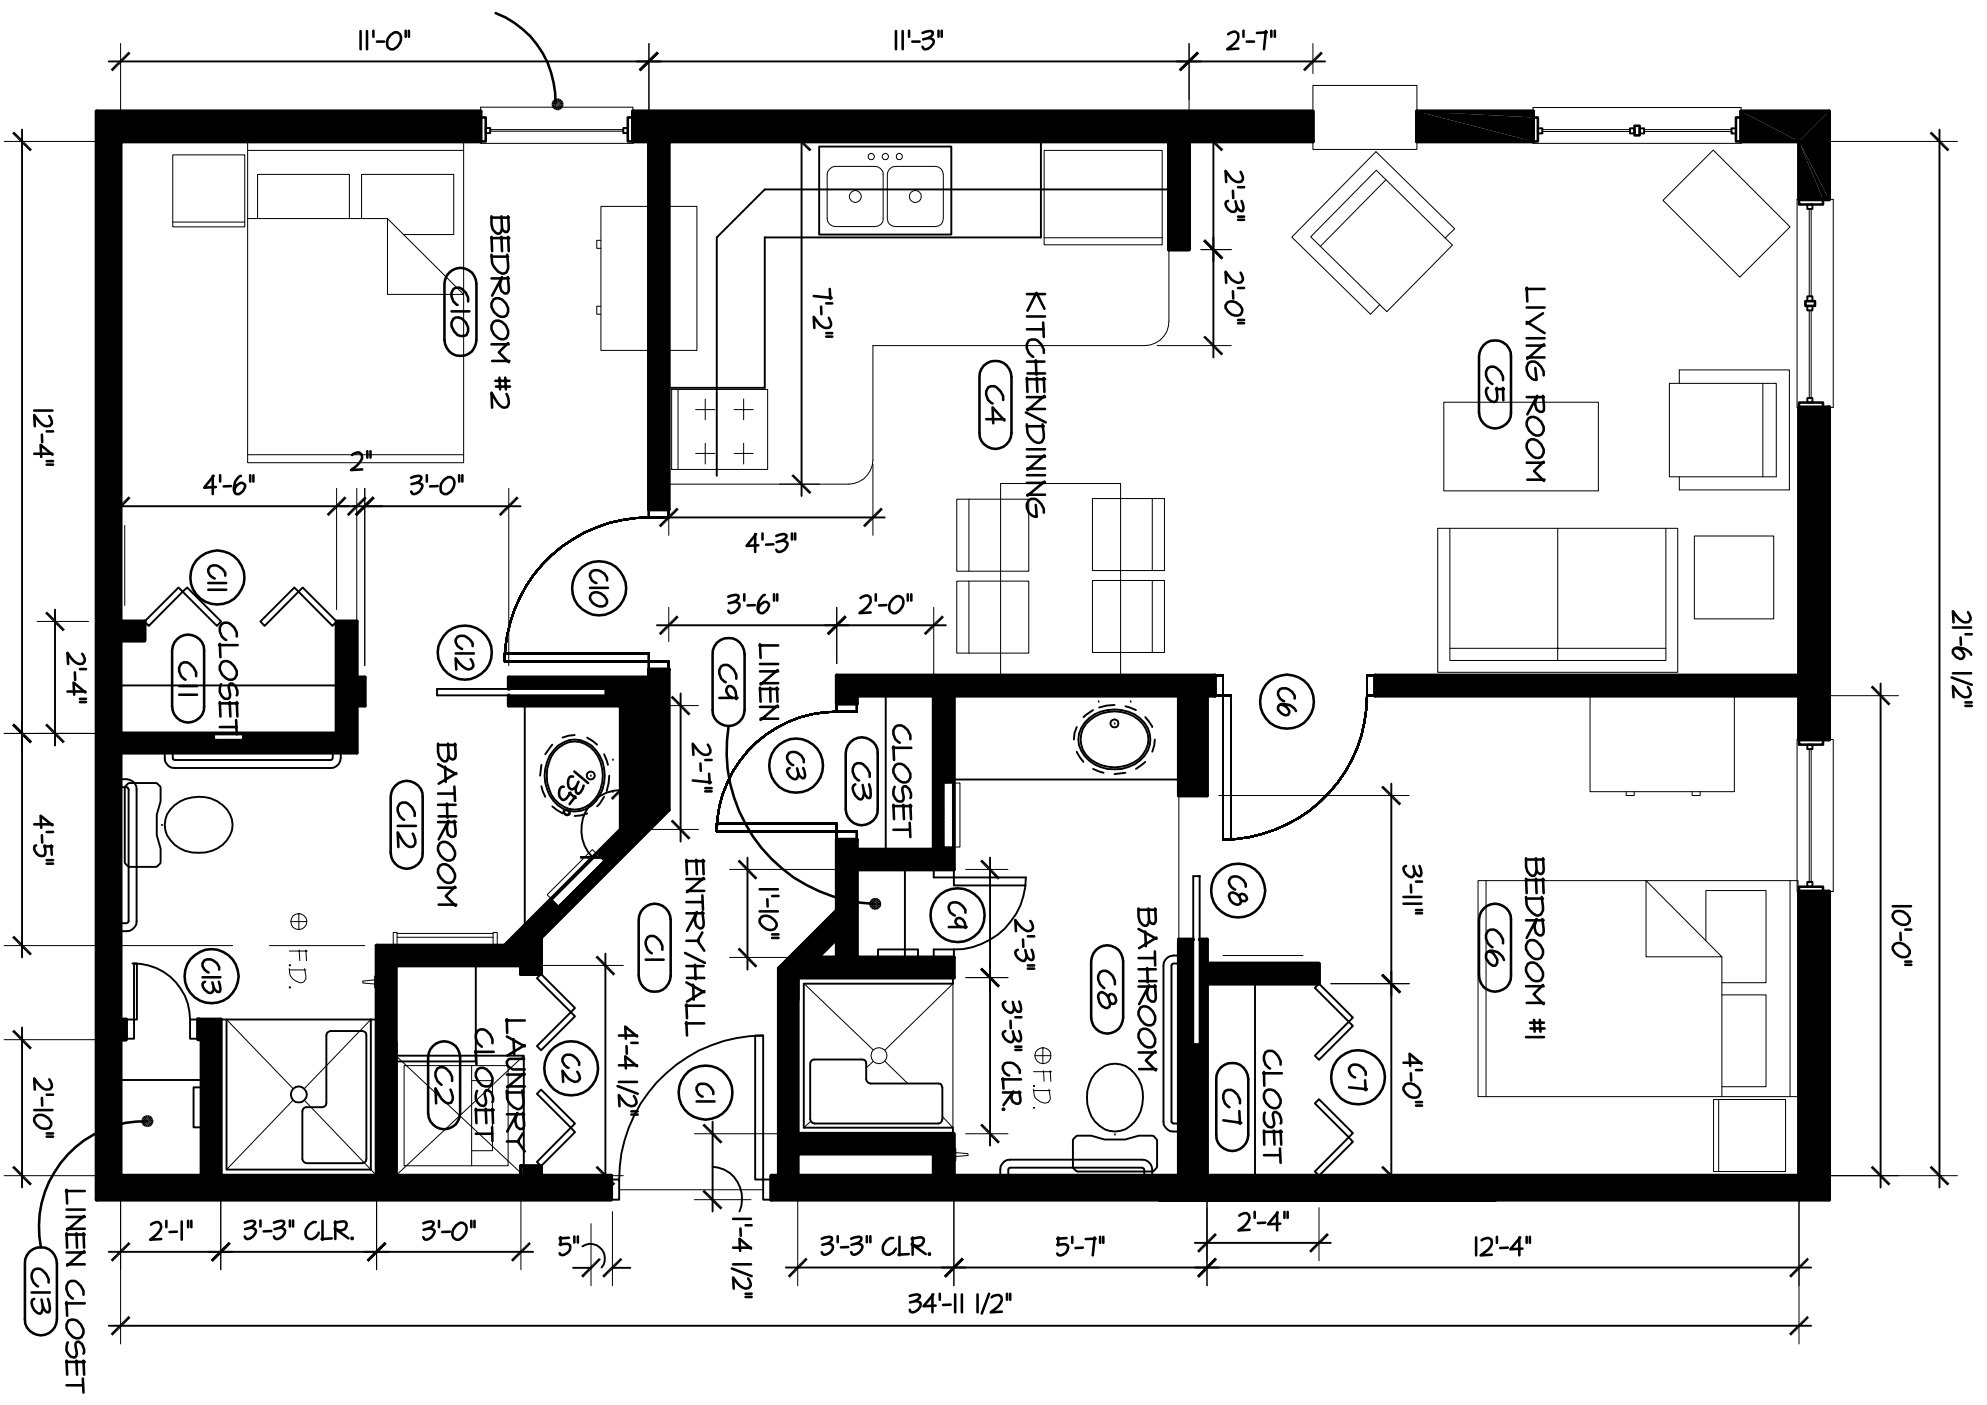 11'-0"
11'-3"
2'-7"
2'-3"
2'-0"
7'-2"
BEDROOM #2
C10
KITCHEN/DINING
C4
LIVING ROOM
C5
21'-6 1/2"
12'-4"
2"
4'-6"
3'-0"
4'-3"
C11
C10
3'-6"
2'-0"
C12
CLOSET
C11
2'-4"
LINEN
C9
C6
2'-7"
C3
CLOSET
C3
BATHROOM
C12
135°
4'-5"
3'-11"
C8
10'-0"
ENTRY/HALL
C1
1'-10"
C9
2'-3"
BATHROOM
C8
BEDROOM #1
C6
F.D.
C13
LAUNDRY
CLOSET
C2
C2
4'-4 1/2"
C1
3'-3" CLR.
F.D.
CLOSET
C7
C7
4'-0"
2'-10"
LINEN CLOSET
C13
2'-1"
3'-3" CLR.
3'-0"
5"
1'-4 1/2"
3'-3" CLR.
5'-7"
2'-4"
12'-4"
34'-11 1/2"